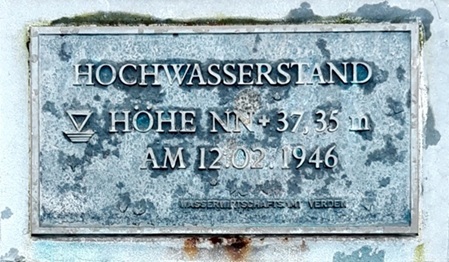 HOCHWASSERSTAND
HÖHE NN + 37,35 m
AM 12.02.1946
WASSERWIRTSCHAFTSAMT VERDEN